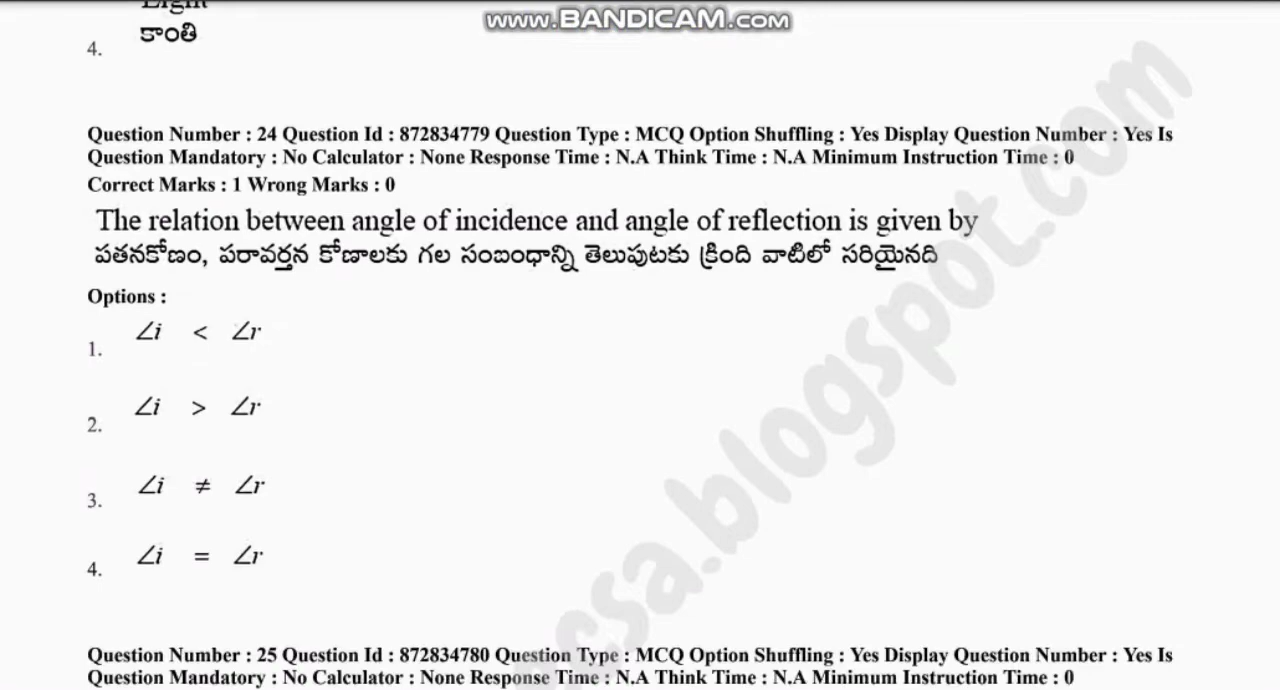 www.BANDICAM.com
Light
కాంతి
4.
Question Number : 24 Question Id : 872834779 Question Type : MCQ Option Shuffling : Yes Display Question Number : Yes Is
Question Mandatory : No Calculator : None Response Time : N.A Think Time : N.A Minimum Instruction Time : 0
Correct Marks : 1 Wrong Marks : 0
The relation between angle of incidence and angle of reflection is given by
పతనకోణం, పరావర్తన కోణాలకు గల సంబంధాన్ని తెలుపుటకు క్రింది వాటిలో సరియైనది
Options :
1. ∠i < ∠r
2. ∠i > ∠r
3. ∠i ≠ ∠r
4. ∠i = ∠r
Question Number : 25 Question Id : 872834780 Question Type : MCQ Option Shuffling : Yes Display Question Number : Yes Is
Question Mandatory : No Calculator : None Response Time : N.A Think Time : N.A Minimum Instruction Time : 0
ecsa.blogspot.com